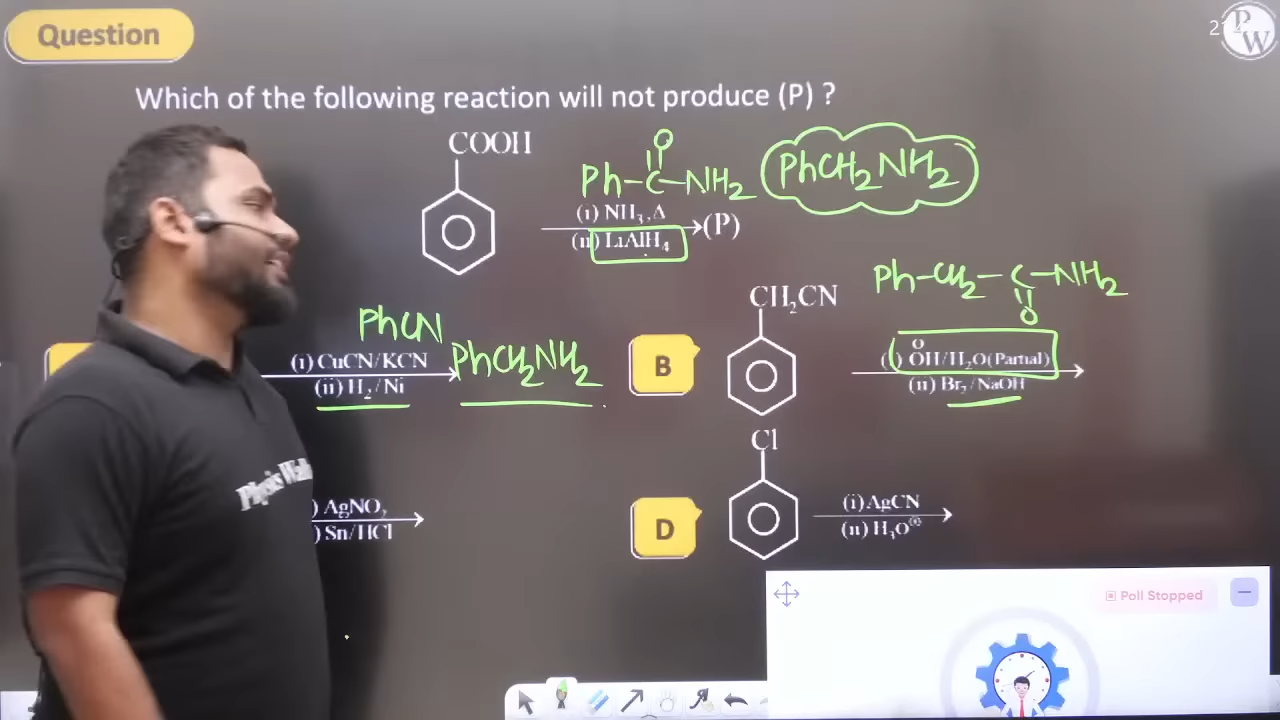 Question
PW
Which of the following reaction will not produce (P) ?
COOH
Ph-C-NH2
O
PhCH2NH2
(i) NH3,Δ
(ii) LiAlH4
(P)
PhCN
(i) CuCN/KCN
(ii) H2/Ni
PhCH2NH2
B
CH2CN
Ph-CH2-C-NH2
O
OH/H2O(Partial)
(ii) Br2/NaOH
) AgNO2
) Sn/HCl
D
Cl
(i) AgCN
(ii) H3O⊕
Poll Stopped